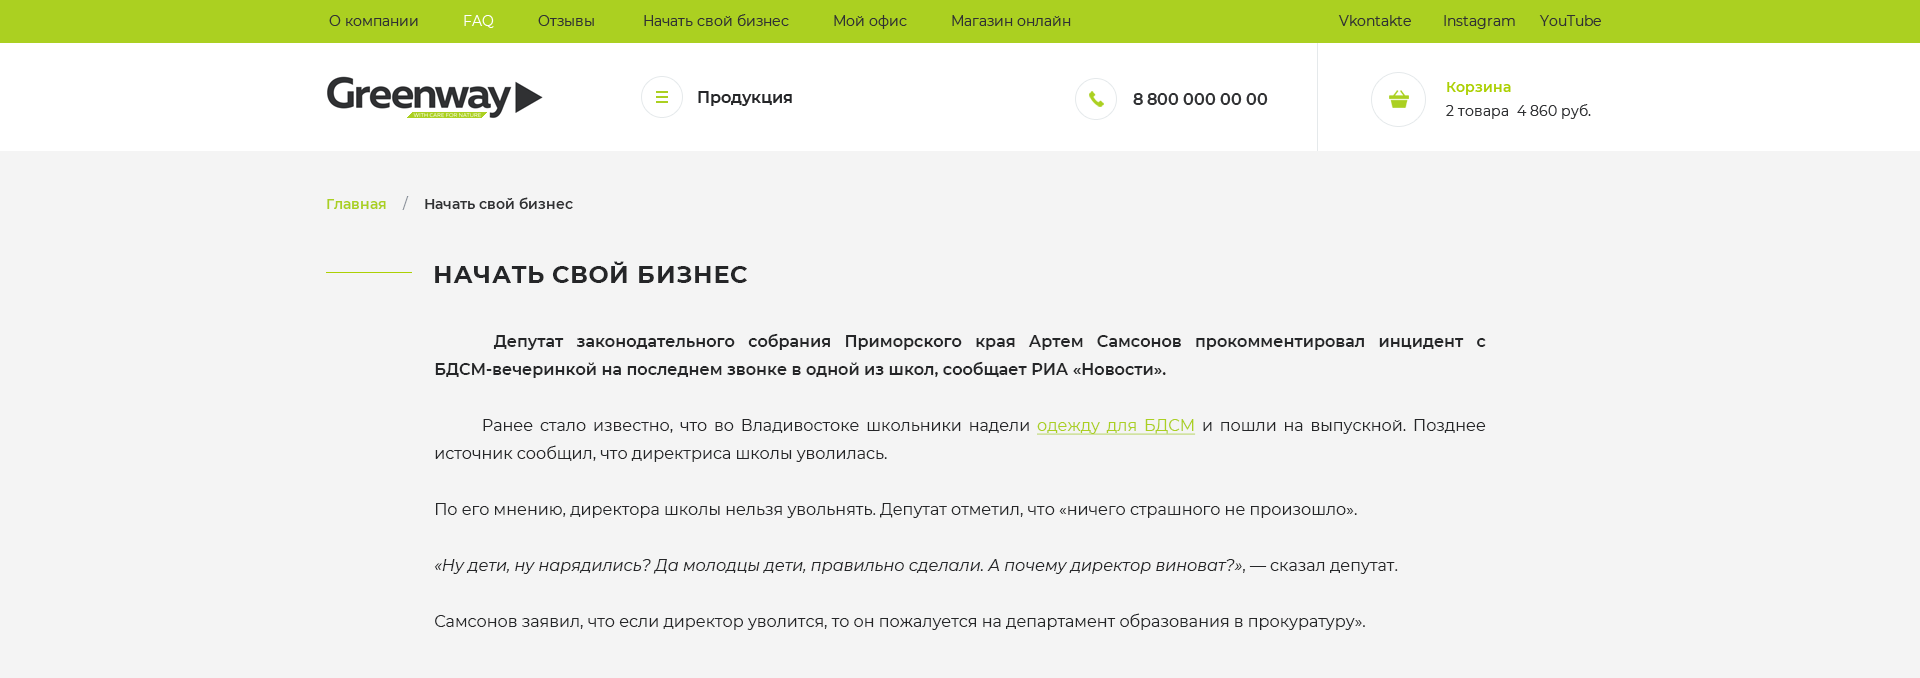 О компании FAQ Отзывы Начать свой бизнес Мой офис Магазин онлайн Vkontakte Instagram YouTube
Greenway
WITH CARE FOR NATURE
Продукция
8 800 000 00 00
Корзина
2 товара 4 860 руб.
Главная / Начать свой бизнес
НАЧАТЬ СВОЙ БИЗНЕС
Депутат законодательного собрания Приморского края Артем Самсонов прокомментировал инцидент с
БДСМ-вечеринкой на последнем звонке в одной из школ, сообщает РИА «Новости».
Ранее стало известно, что во Владивостоке школьники надели одежду для БДСМ и пошли на выпускной. Позднее
источник сообщил, что директриса школы уволилась.
По его мнению, директора школы нельзя увольнять. Депутат отметил, что «ничего страшного не произошло».
«Ну дети, ну нарядились? Да молодцы дети, правильно сделали. А почему директор виноват?», — сказал депутат.
Самсонов заявил, что если директор уволится, то он пожалуется на департамент образования в прокуратуру».